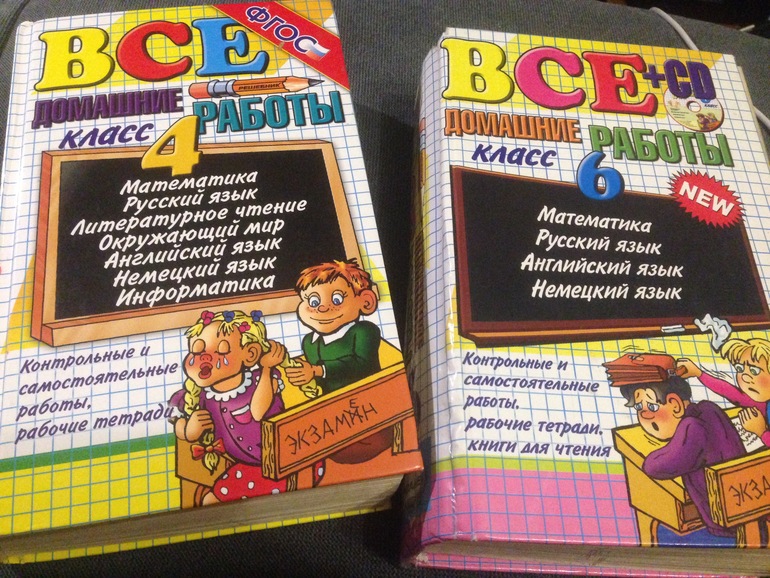 ВСЕ
ФГОС
РЕШЕБНИК
ДОМАШНИЕ
РАБОТЫ
класс
4
Математика
Русский язык
Литературное чтение
Окружающий мир
Английский язык
Немецкий язык
Информатика
Контрольные и
самостоятельные
работы,
рабочие тетради
ЭКЗАМЕН
ВСЕ+CD
ДОМАШНИЕ
РАБОТЫ
класс
6
NEW
Математика
Русский язык
Английский язык
Немецкий язык
Контрольные и
самостоятельные
работы,
рабочие тетради,
книги для чтения
ЭКЗА